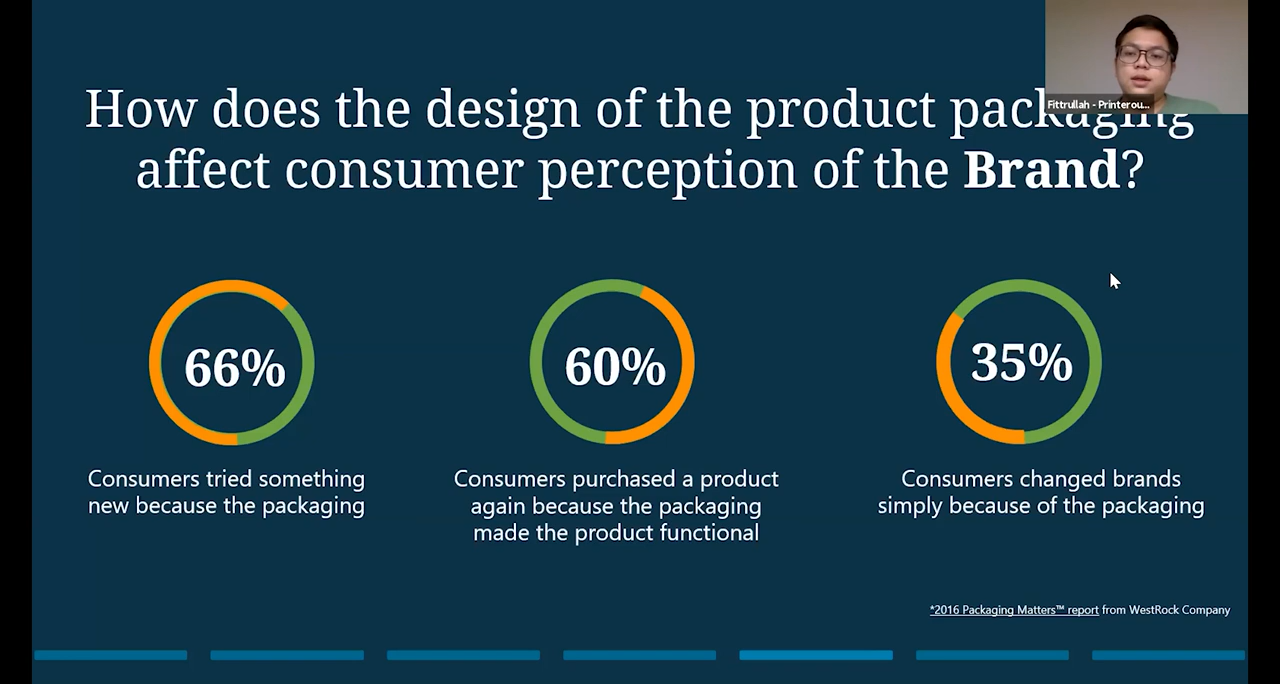 How does the design of the product packaging
affect consumer perception of the Brand?
Fittrullah - Printerou...
66%
60%
35%
Consumers tried something
new because the packaging
Consumers purchased a product
again because the packaging
made the product functional
Consumers changed brands
simply because of the packaging
*2016 Packaging Matters™ report from WestRock Company